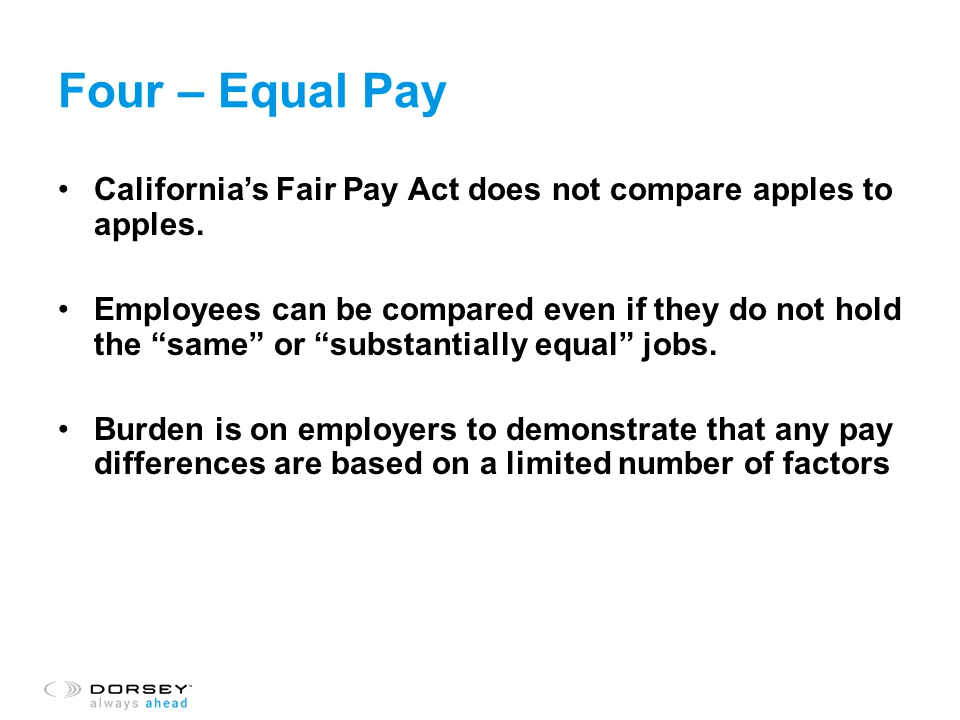 Four – Equal Pay
• California’s Fair Pay Act does not compare apples to
apples.
• Employees can be compared even if they do not hold
the “same” or “substantially equal” jobs.
• Burden is on employers to demonstrate that any pay
differences are based on a limited number of factors
DORSEY™
always ahead